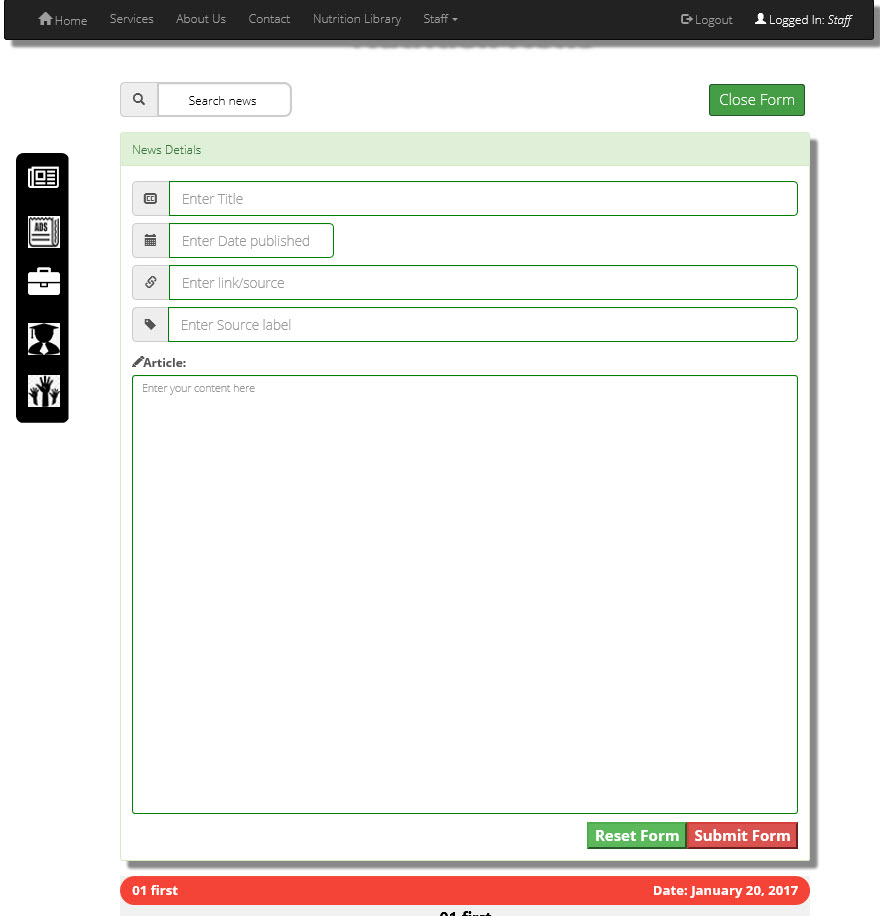 Home Services About Us Contact Nutrition Library Staff Logout Logged In: Staff
Search news
Close Form
News Detials
ADS
Enter Title
Enter Date published
Enter link/source
Enter Source label
Article:
Enter your content here
Reset Form Submit Form
01 first Date: January 20, 2017
01 first